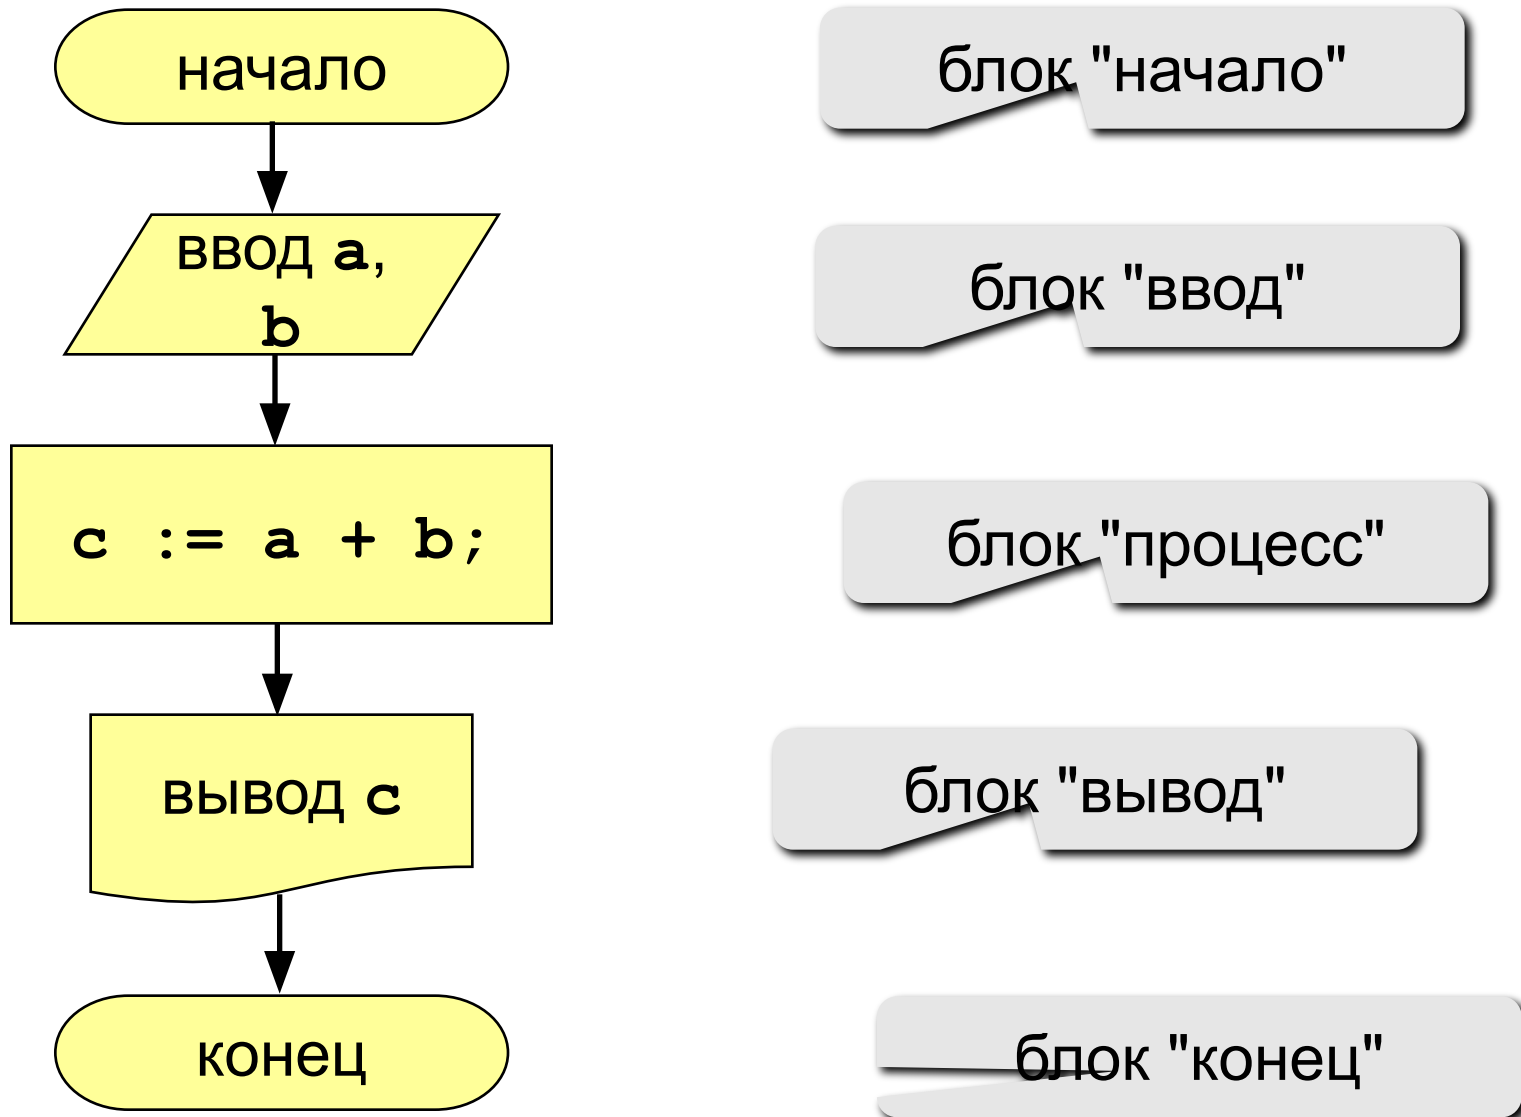 начало
блок "начало"
ввод a,
b
блок "ввод"
c := a + b;
блок "процесс"
вывод c
блок "вывод"
конец
блок "конец"